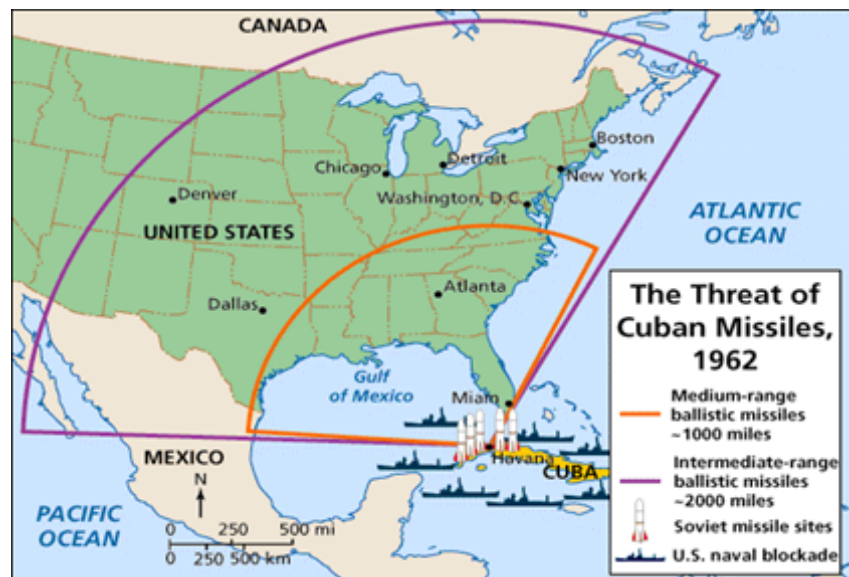 CANADA
Boston
Detroit
Chicago
New York
Denver
Washington, D.C.
UNITED STATES
ATLANTIC
OCEAN
Atlanta
Dallas
Gulf
of Mexico
Miam
Havana
CUBA
MEXICO
N
PACIFIC
OCEAN
0 250 500 mi
0 250 500 km
The Threat of
Cuban Missiles,
1962
Medium-range
ballistic missiles
~1000 miles
Intermediate-range
ballistic missiles
~2000 miles
Soviet missile sites
U.S. naval blockade